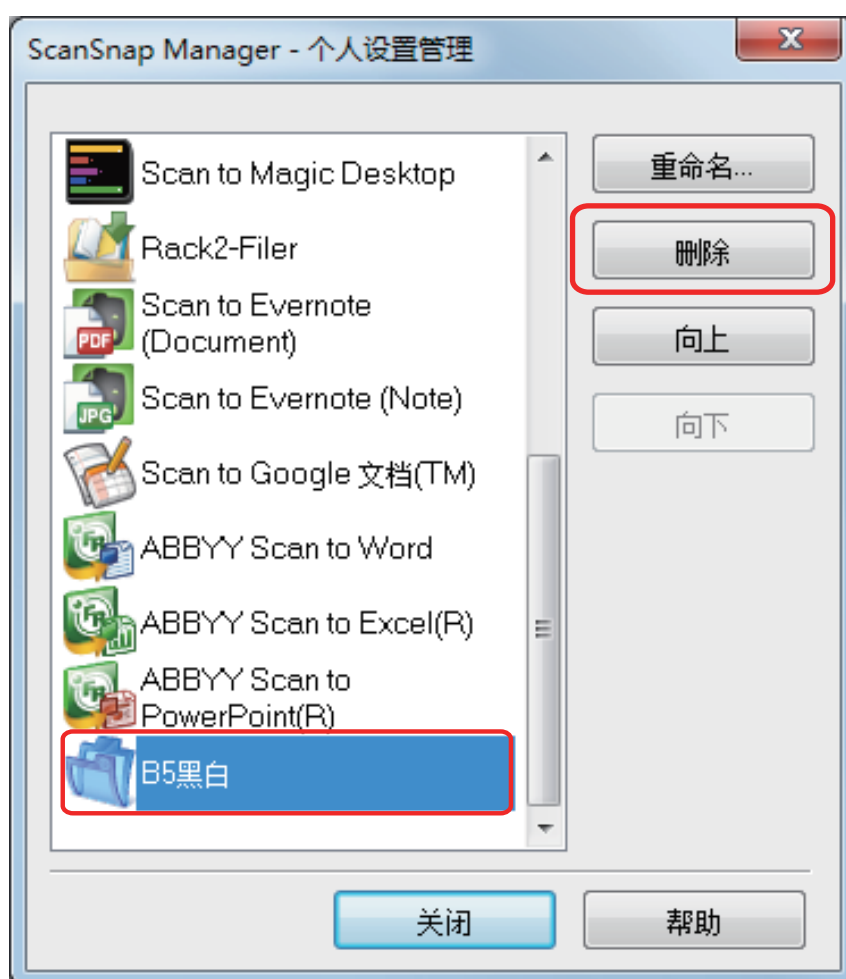 ScanSnap Manager - 个人设置管理
Scan to Magic Desktop
重命名...
Rack2-Filer
删除
Scan to Evernote
(Document)
PDF
向上
Scan to Evernote (Note)
JPG
向下
Scan to Google 文档(TM)
ABBYY Scan to Word
ABBYY Scan to Excel(R)
ABBYY Scan to
PowerPoint(R)
B5黑白
关闭
帮助